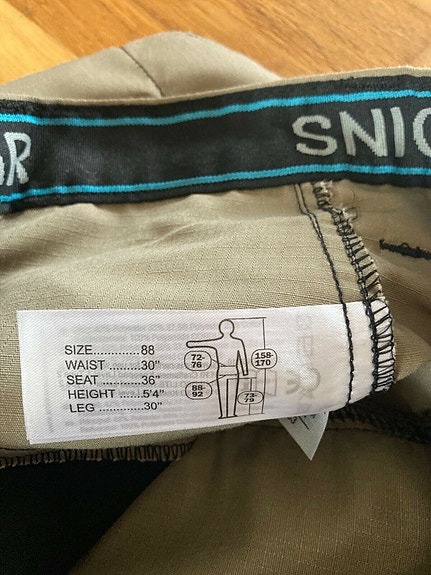 SNIC
SIZE..............88
WAIST ..........30"
SEAT ............36"
HEIGHT .......5'4"
LEG ..............30"
72-
76
158-
170
88-
92
73-
79